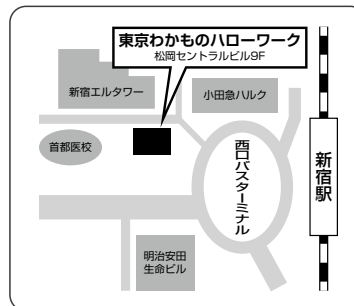 東京わかものハローワーク
松岡セントラルビル9F
新宿エルタワー
小田急ハルク
首都医校
西口バスターミナル
新宿駅
明治安田
生命ビル